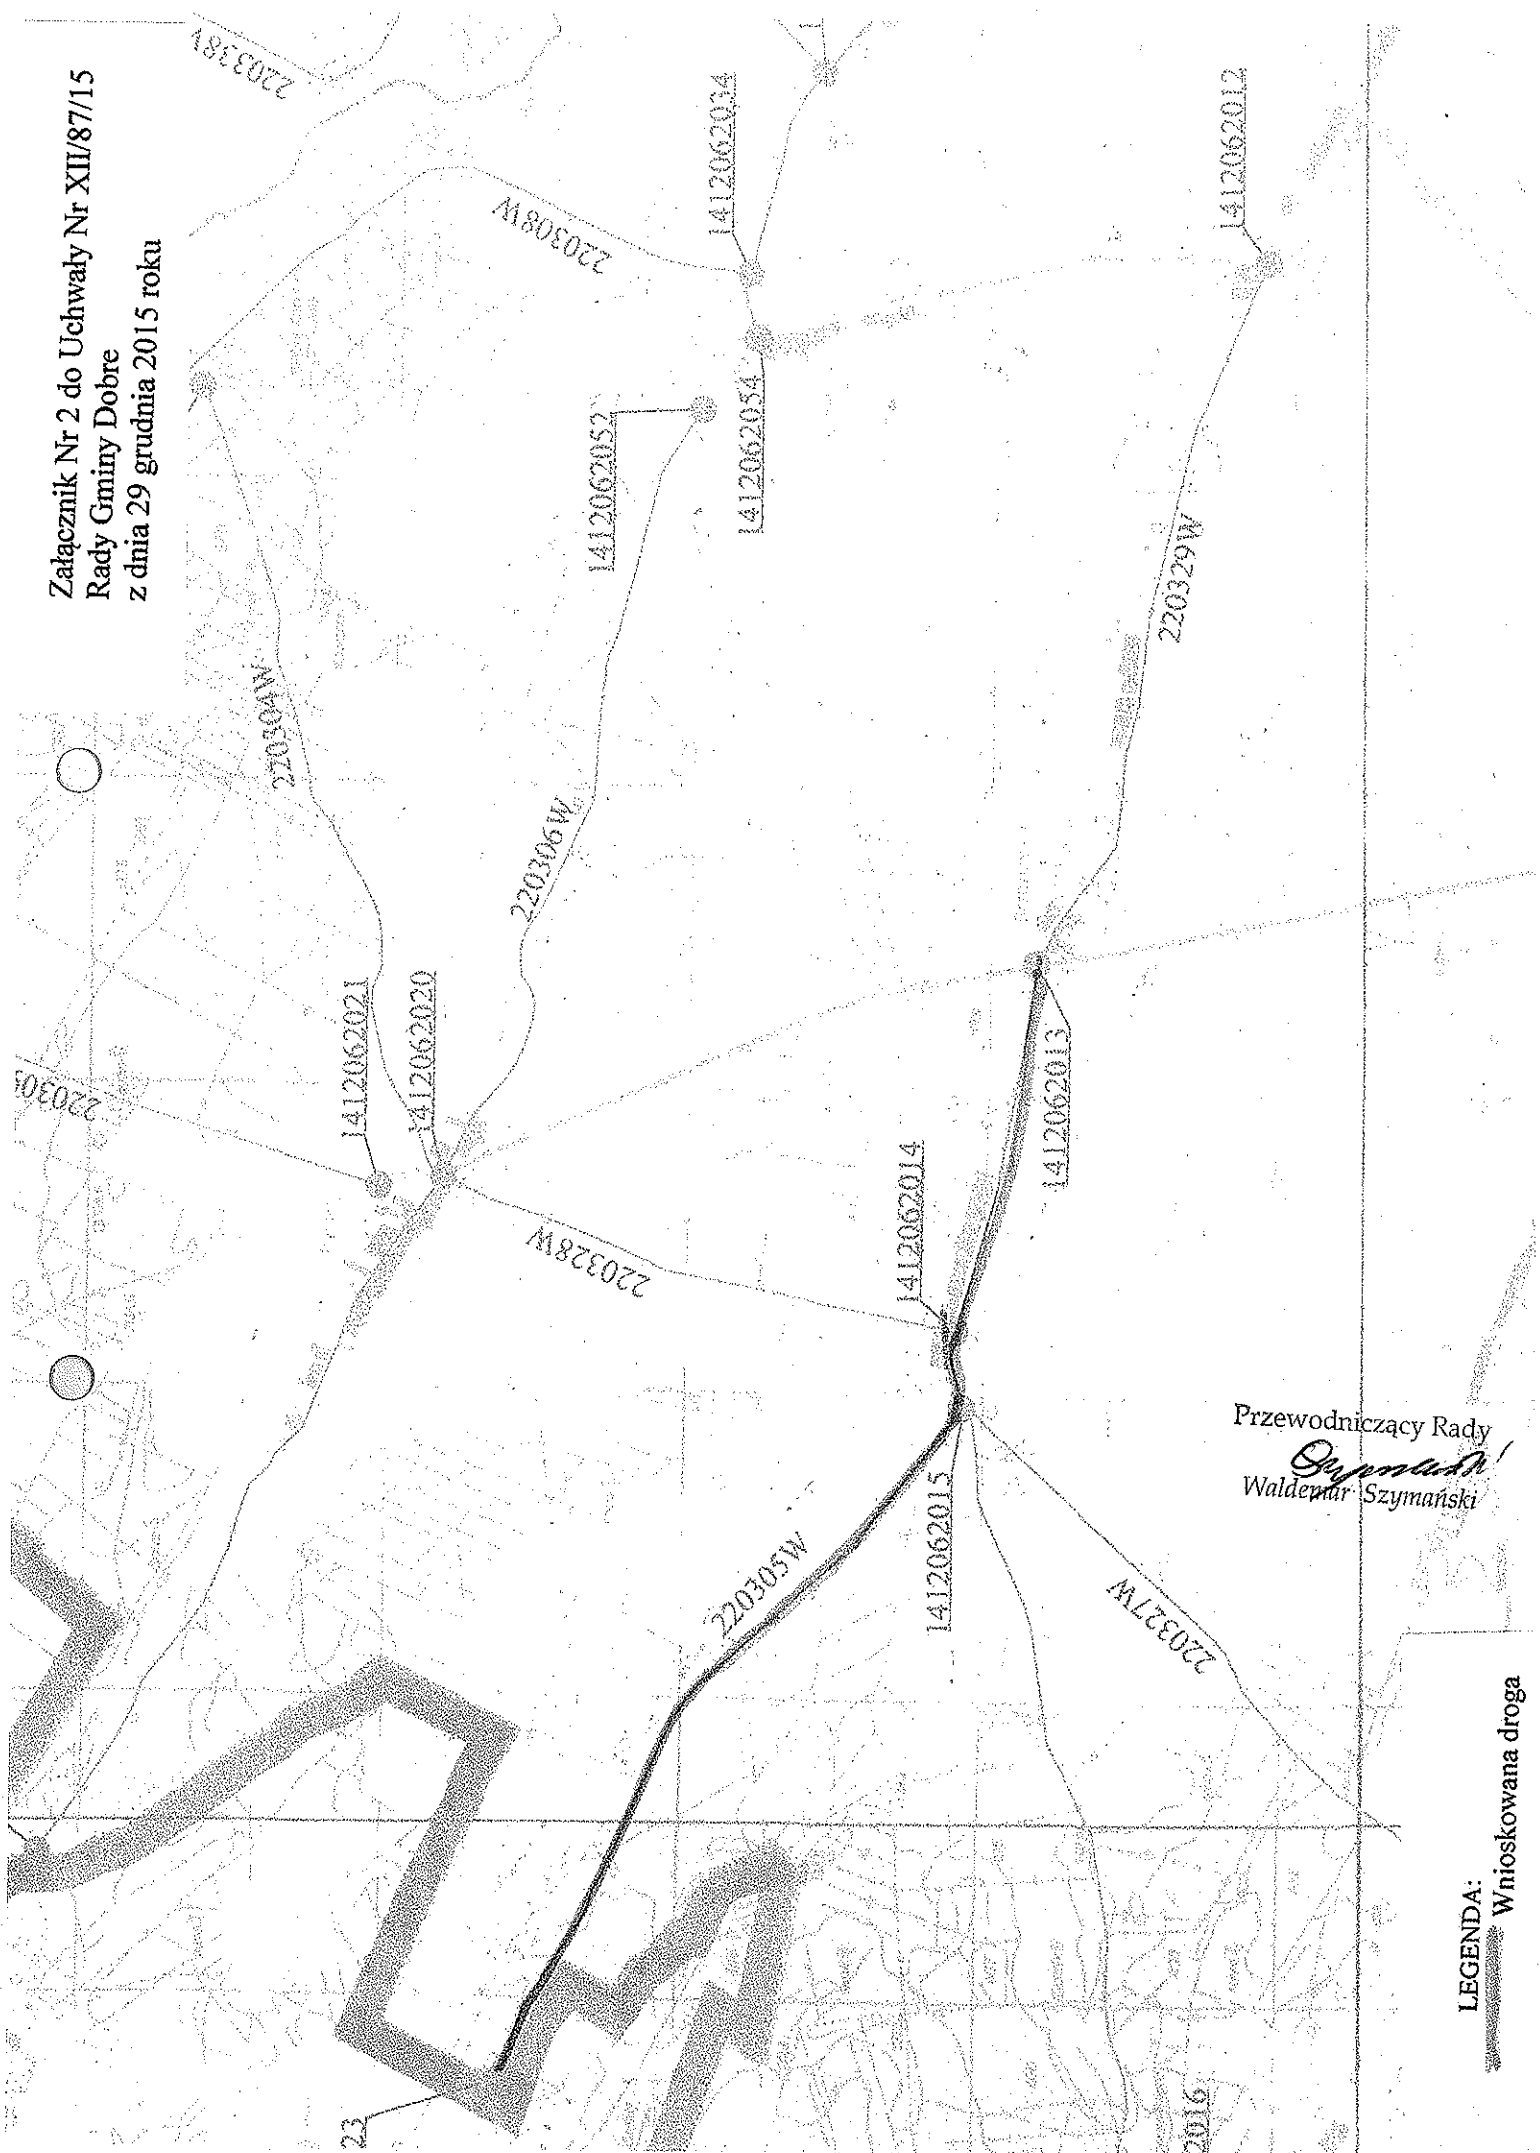 Załącznik Nr 2 do Uchwały Nr XII/87/15
Rady Gminy Dobre
z dnia 29 grudnia 2015 roku
220338W
220308W
1412062034
1412062012
1412062052
1412062054
220304W
220306W
220329W
1412062021
1412062020
1412062013
1412062014
220328W
1412062015
220305W
220327W
23
2016
Przewodniczący Rady
Waldemar Szymański
LEGENDA:
Wnioskowana droga